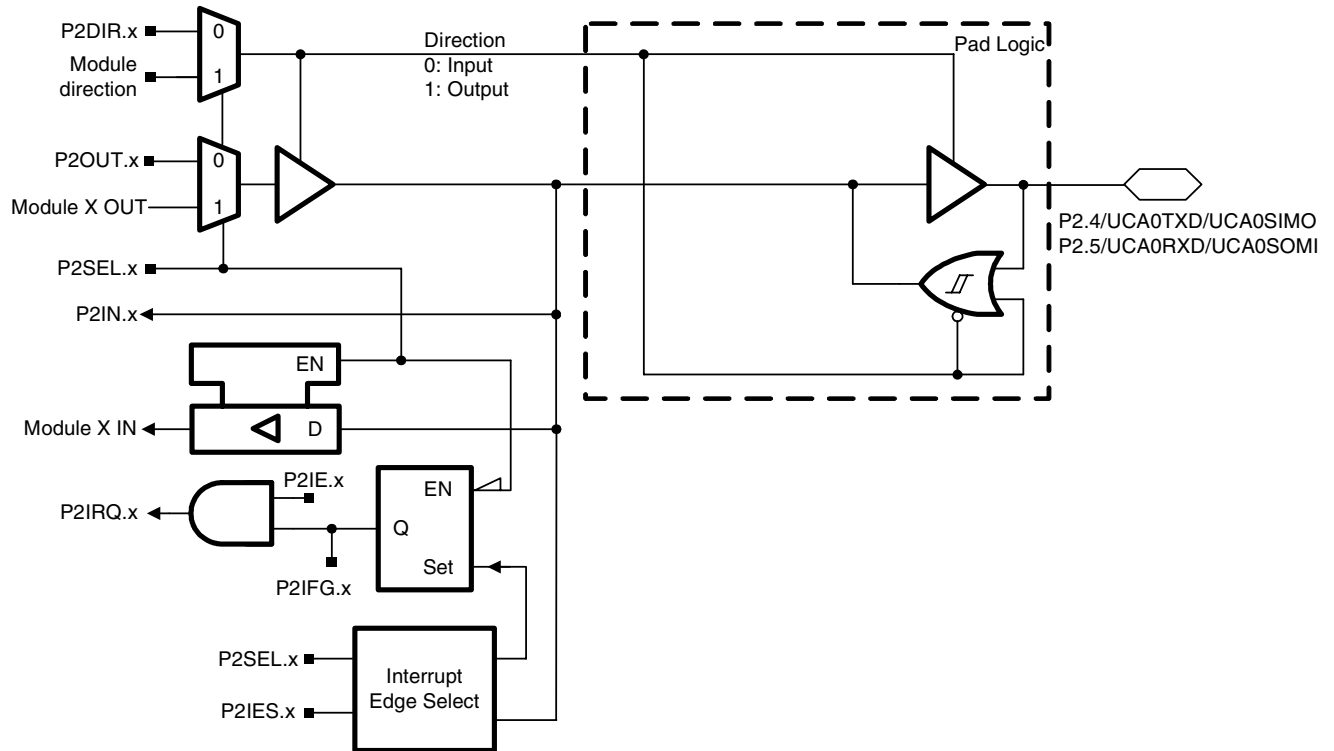 P2DIR.x
0
Module
direction
1
Direction
0: Input
1: Output
Pad Logic
P2OUT.x
0
Module X OUT
1
P2SEL.x
P2IN.x
P2.4/UCA0TXD/UCA0SIMO
P2.5/UCA0RXD/UCA0SOMI
EN
Module X IN
D
P2IE.x
EN
P2IRQ.x
Q
Set
P2IFG.x
P2SEL.x
Interrupt
Edge Select
P2IES.x